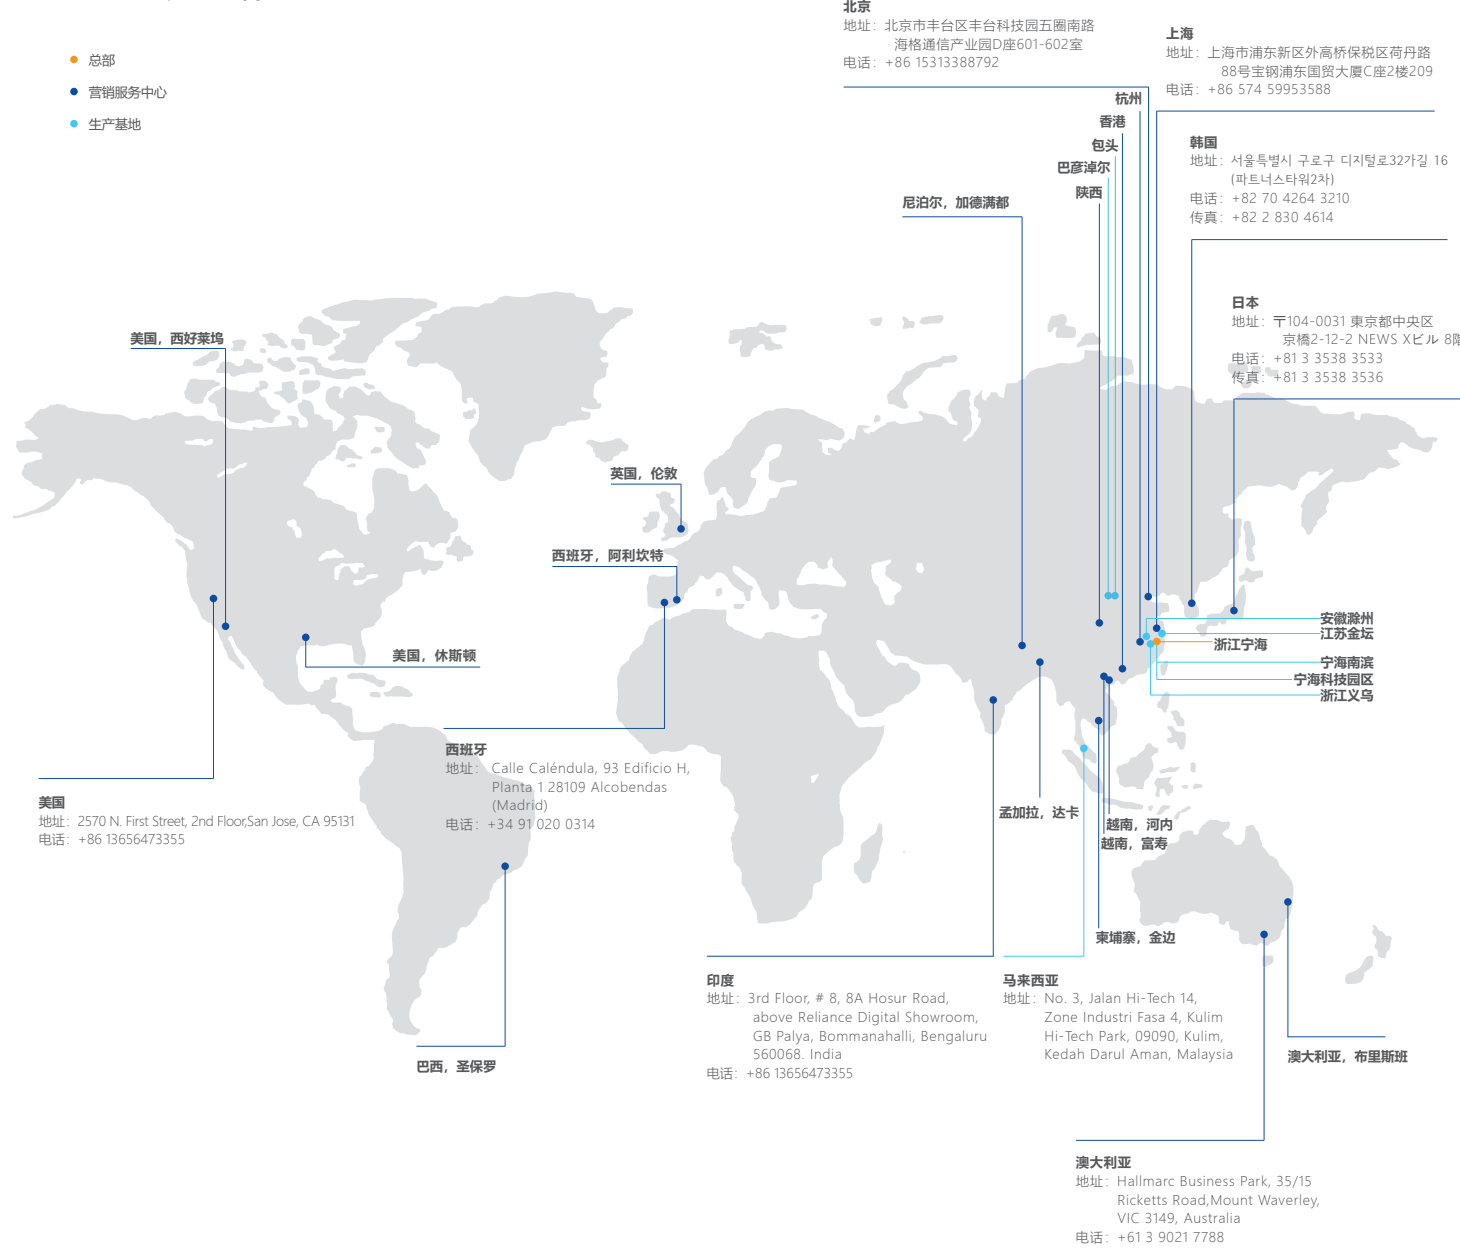 总部
营销服务中心
生产基地
北京
地址：北京市丰台区丰台科技园五圈南路
海格通信产业园D座601-602室
电话：+86 15313388792
上海
地址：上海市浦东新区外高桥保税区荷丹路
88号宝钢浦东国贸大厦C座2楼209
电话：+86 574 59953588
杭州
香港
包头
巴彦淖尔
陕西
尼泊尔，加德满都
韩国
地址：서울특별시 구로구 디지털로32가길 16
(파트너스타워2차)
电话：+82 70 4264 3210
传真：+82 2 830 4614
日本
地址：〒104-0031 東京都中央区
京橋2-12-2 NEWS Xビル 8階
电话：+81 3 3538 3533
传真：+81 3 3538 3536
美国，西好莱坞
英国，伦敦
西班牙，阿利坎特
美国，休斯顿
安徽滁州
江苏金坛
浙江宁海
宁海南滨
宁海科技园区
浙江义乌
西班牙
地址：Calle Caléndula, 93 Edificio H,
Planta 1 28109 Alcobendas
(Madrid)
电话：+34 91 020 0314
美国
地址：2570 N. First Street, 2nd Floor,San Jose, CA 95131
电话：+86 13656473355
孟加拉，达卡
越南，河内
越南，富寿
柬埔寨，金边
巴西，圣保罗
印度
地址：3rd Floor, # 8, 8A Hosur Road,
above Reliance Digital Showroom,
GB Palya, Bommanahalli, Bengaluru
560068. India
电话：+86 13656473355
马来西亚
地址：No. 3, Jalan Hi-Tech 14,
Zone Industri Fasa 4, Kulim
Hi-Tech Park, 09090, Kulim,
Kedah Darul Aman, Malaysia
澳大利亚，布里斯班
澳大利亚
地址：Hallmarc Business Park, 35/15
Ricketts Road,Mount Waverley,
VIC 3149, Australia
电话：+61 3 9021 7788